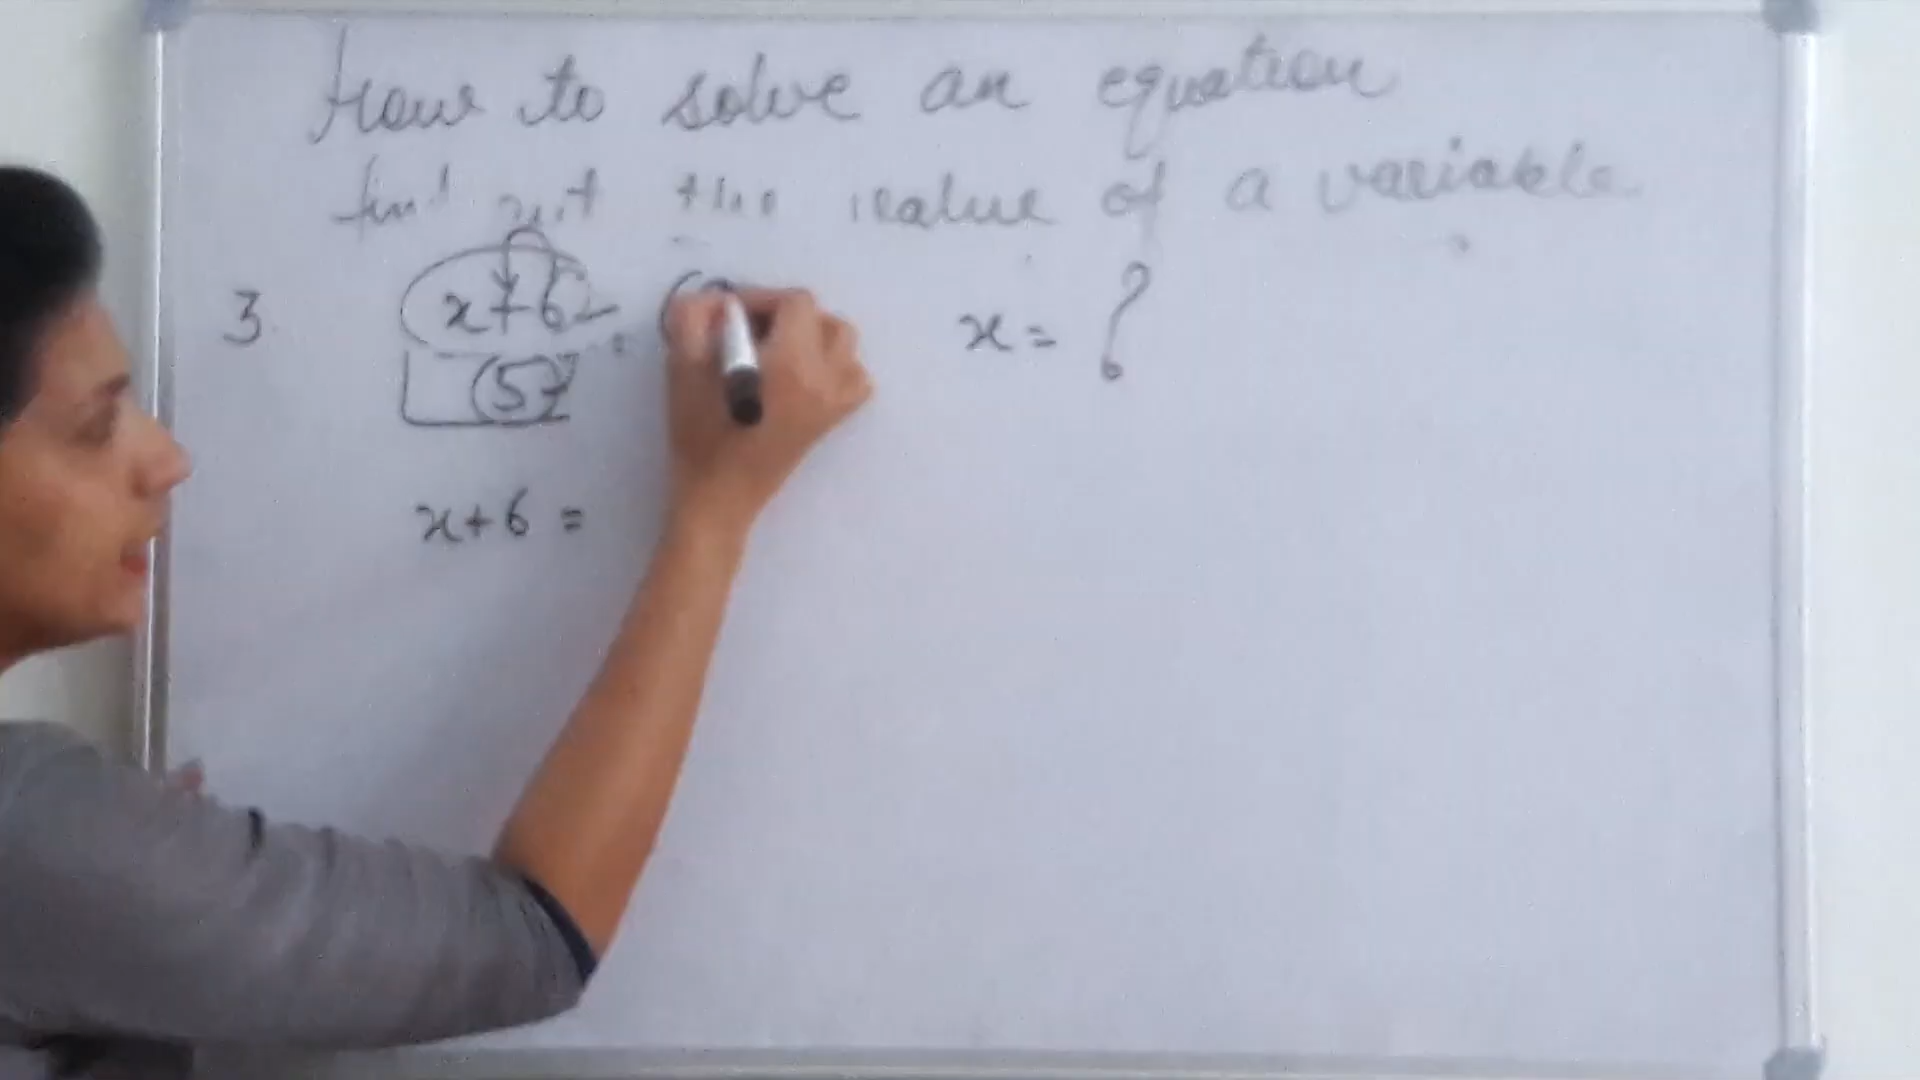 How to solve an equation
find out the value of a variable
3 x+6 = x = ?
5
x+6 =